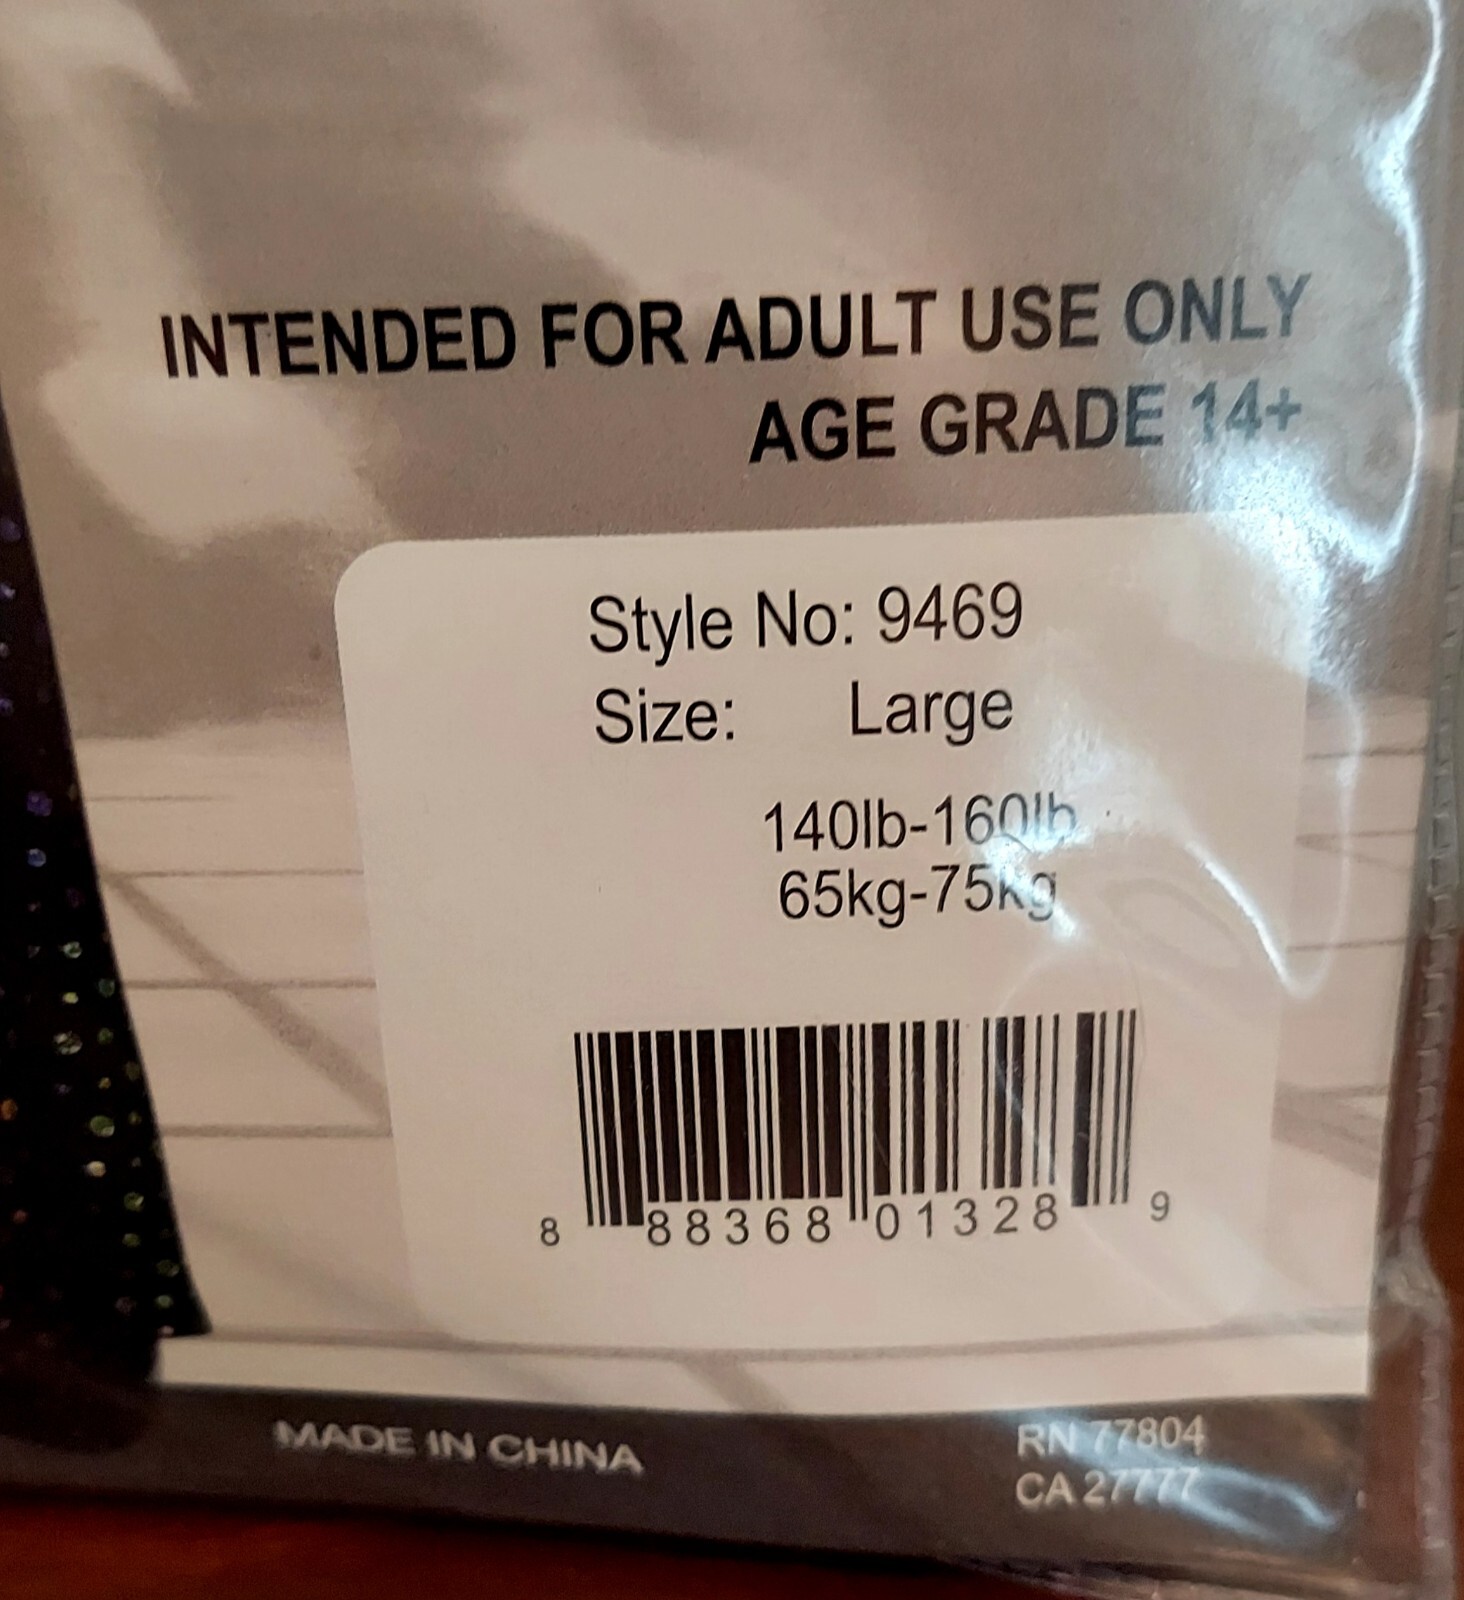 INTENDED FOR ADULT USE ONLY
AGE GRADE 14+
Style No: 9469
Size: Large
140lb-160lb
65kg-75kg
8 88368 01328 9
MADE IN CHINA
RN 77804
CA 27777